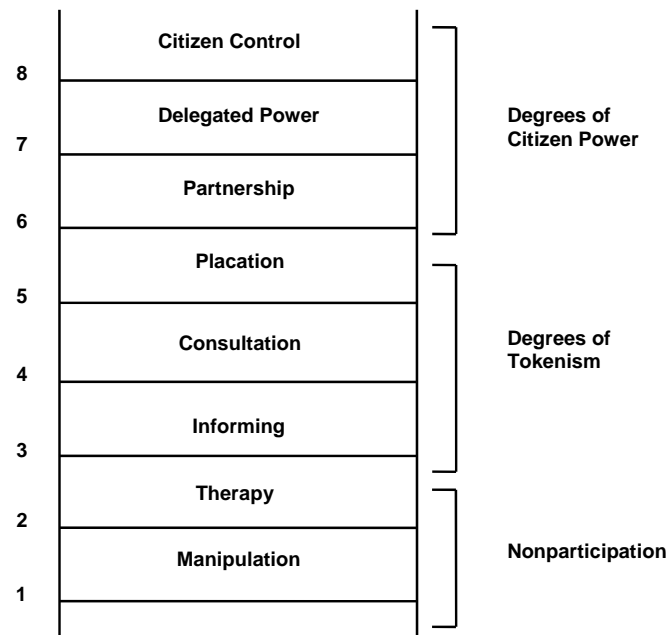 Citizen Control
8
Delegated Power
Degrees of
Citizen Power
7
Partnership
6
Placation
5
Consultation
Degrees of
Tokenism
4
Informing
3
Therapy
2
Manipulation
Nonparticipation
1